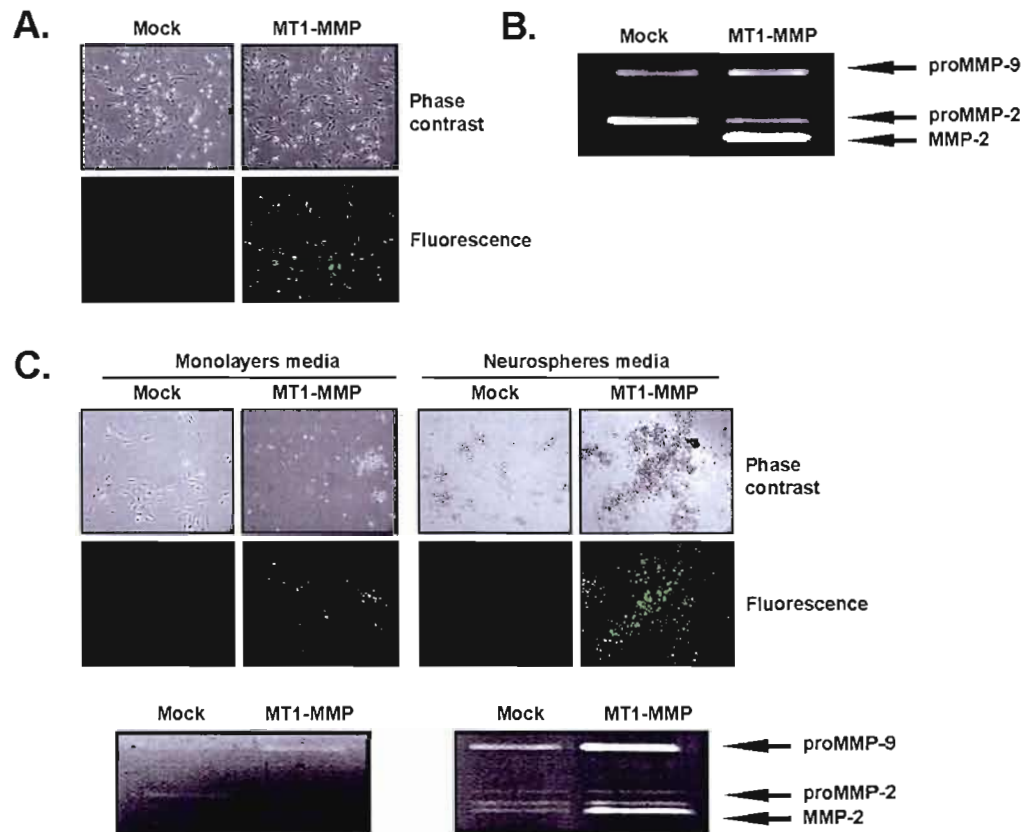 A.
Mock MT1-MMP
Phase
contrast
Fluorescence
B.
Mock MT1-MMP
proMMP-9
proMMP-2
MMP-2
C.
Monolayers media Neurospheres media
Mock MT1-MMP Mock MT1-MMP
Phase
contrast
Fluorescence
Mock MT1-MMP Mock MT1-MMP
proMMP-9
proMMP-2
MMP-2